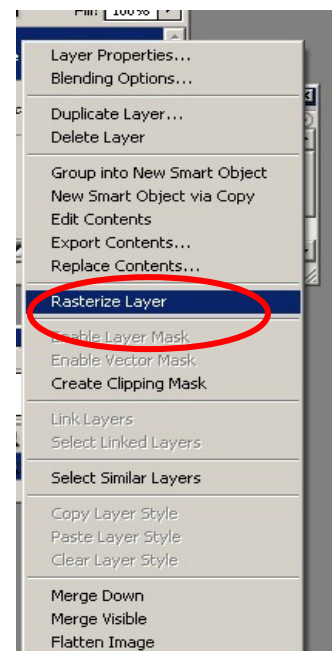 Fill: 100%
Layer Properties...
Blending Options...
Duplicate Layer...
Delete Layer
Group into New Smart Object
New Smart Object via Copy
Edit Contents
Export Contents...
Replace Contents...
Rasterize Layer
Enable Layer Mask
Enable Vector Mask
Create Clipping Mask
Link Layers
Select Linked Layers
Select Similar Layers
Copy Layer Style
Paste Layer Style
Clear Layer Style
Merge Down
Merge Visible
Flatten Image